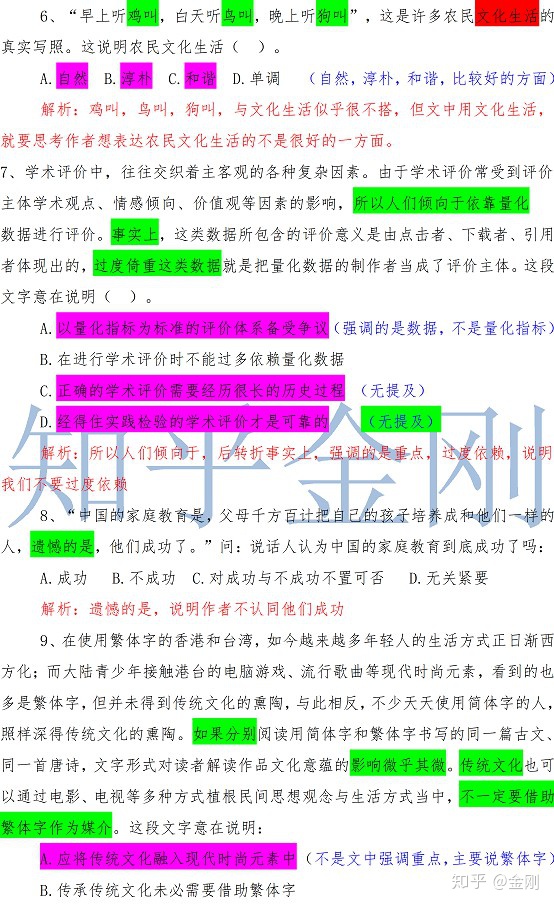 6、“早上听鸡叫，白天听鸟叫，晚上听狗叫”，这是许多农民文化生活的
真实写照。这说明农民文化生活（ ）。
A.自然 B.淳朴 C.和谐 D.单调 （自然，淳朴，和谐，比较好的方面）
解析：鸡叫，鸟叫，狗叫，与文化生活似乎很不搭，但文中用文化生活，
就要思考作者想表达农民文化生活的不是很好的一方面。
7、学术评价中，往往交织着主客观的各种复杂因素。由于学术评价常受到评价
主体学术观点、情感倾向、价值观等因素的影响，所以人们倾向于依靠量化
数据进行评价。事实上，这类数据所包含的评价意义是由点击者、下载者、引用
者体现出的，过度倚重这类数据就是把量化数据的制作者当成了评价主体。这段
文字意在说明（ ）。
A.以量化指标为标准的评价体系备受争议（强调的是数据，不是量化指标）
B.在进行学术评价时不能过多依赖量化数据
C.正确的学术评价需要经历很长的历史过程 （无提及）
D.经得住实践检验的学术评价才是可靠的 （无提及）
解析：所以人们倾向于，后转折事实上，强调的是重点，过度依赖，说明
我们不要过度依赖
8、“中国的家庭教育是，父母千方百计把自己的孩子培养成和他们一样的
人，遗憾的是，他们成功了。”问：说话人认为中国的家庭教育到底成功了吗：
A.成功 B.不成功 C.对成功与不成功不置可否 D.无关紧要
解析：遗憾的是，说明作者不认同他们成功
9、在使用繁体字的香港和台湾，如今越来越多年轻人的生活方式正日渐西
方化；而大陆青少年接触港台的电脑游戏、流行歌曲等现代时尚元素，看到的也
多是繁体字，但并未得到传统文化的熏陶，与此相反，不少天天使用简体字的人，
照样深得传统文化的熏陶。如果分别阅读用简体字和繁体字书写的同一篇古文、
同一首唐诗，文字形式对读者解读作品文化意蕴的影响微乎其微。传统文化也可
以通过电影、电视等多种方式植根民间思想观念与生活方式当中，不一定要借助
繁体字作为媒介。这段文字意在说明：
A.应将传统文化融入现代时尚元素中（不是文中强调重点，主要说繁体字）
B.传承传统文化未必需要借助繁体字
知乎金刚
知乎 @金刚